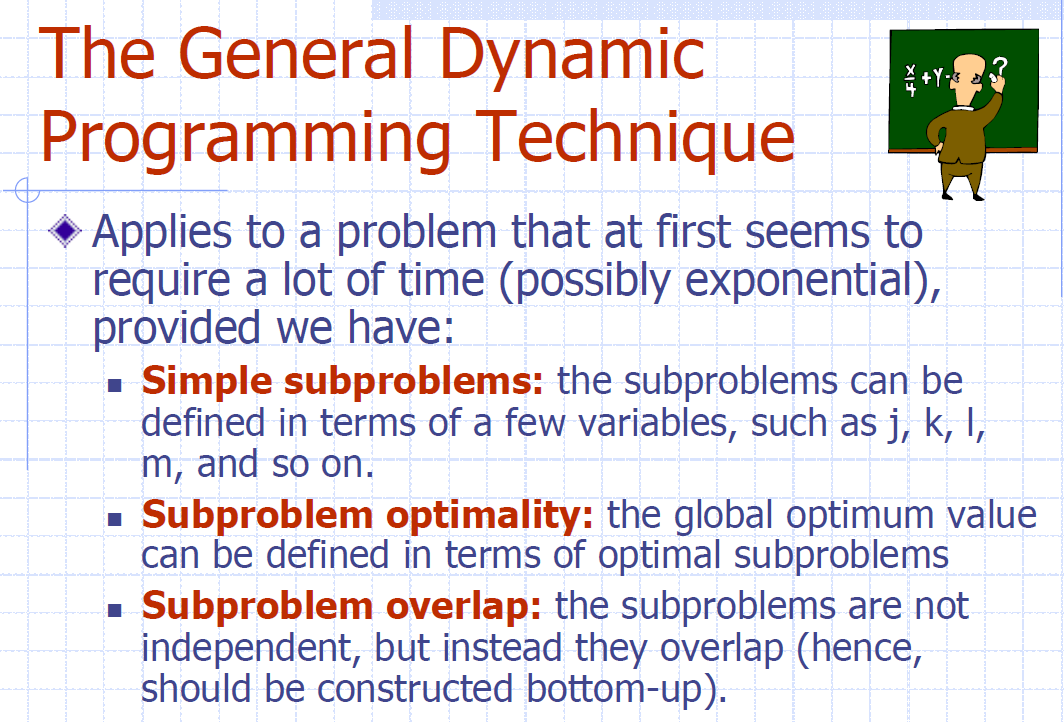 The General Dynamic
Programming Technique
x/4 + Y - ?
Applies to a problem that at first seems to
require a lot of time (possibly exponential),
provided we have:
Simple subproblems: the subproblems can be
defined in terms of a few variables, such as j, k, l,
m, and so on.
Subproblem optimality: the global optimum value
can be defined in terms of optimal subproblems
Subproblem overlap: the subproblems are not
independent, but instead they overlap (hence,
should be constructed bottom-up).